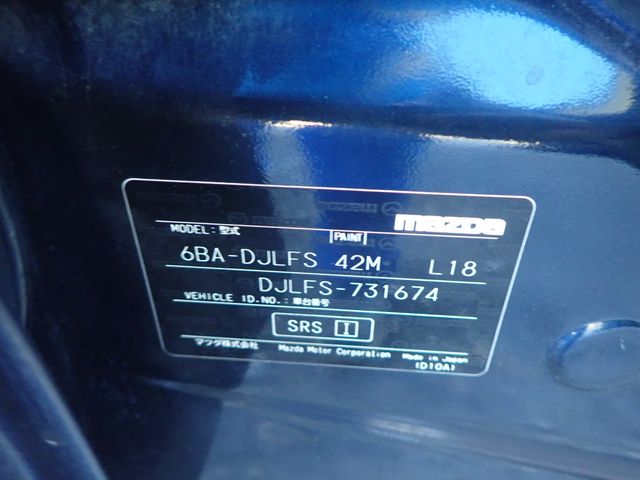 mazda
MODEL:型式 PAINT
6BA-DJLFS 42M L18
DJLFS-731674
VEHICLE ID.NO.:車台番号
SRS I
マツダ株式会社 Mazda Motor Corporation Made in Japan
(D10A)